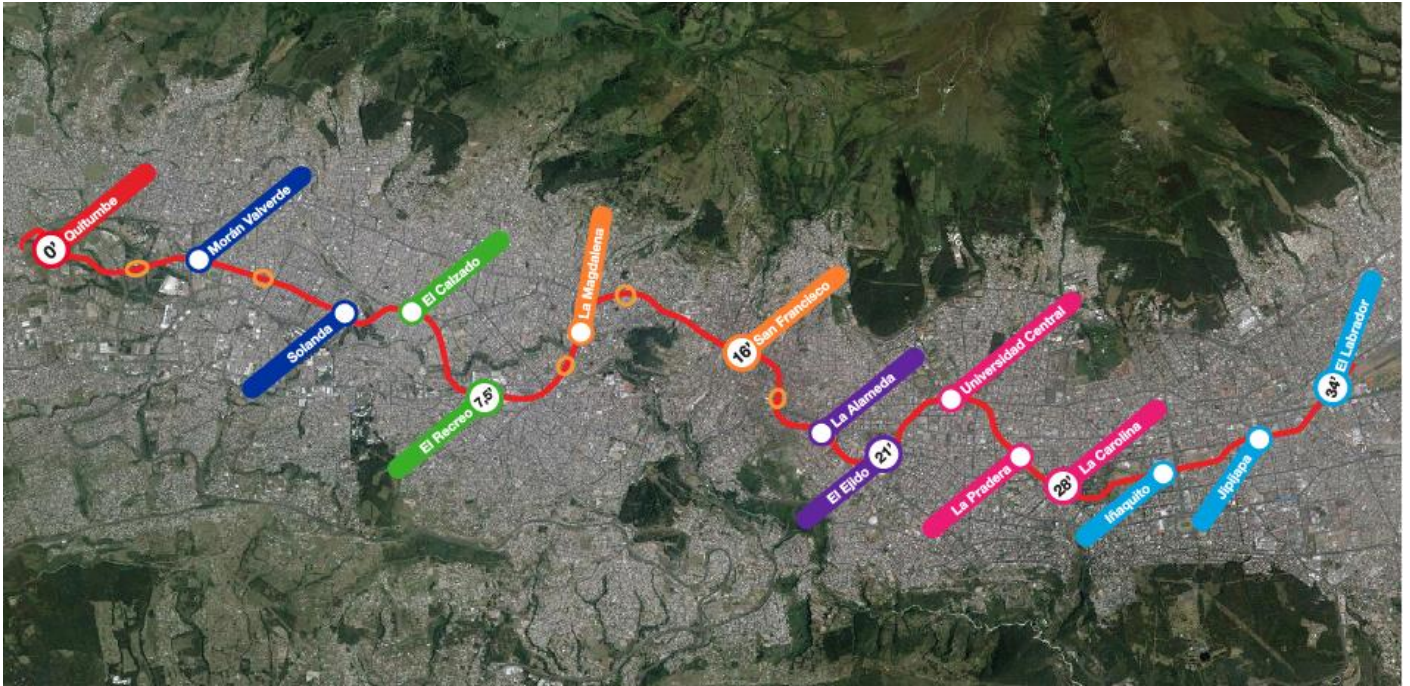 0' Quitumbe
Morán Valverde
Solanda
El Calzado
El Recreo 7,5'
La Magdalena
16' San Francisco
La Alameda
El Ejido 21'
Universidad Central
La Pradera
28' La Carolina
Iñaquito
Jipijapa
34' El Labrador